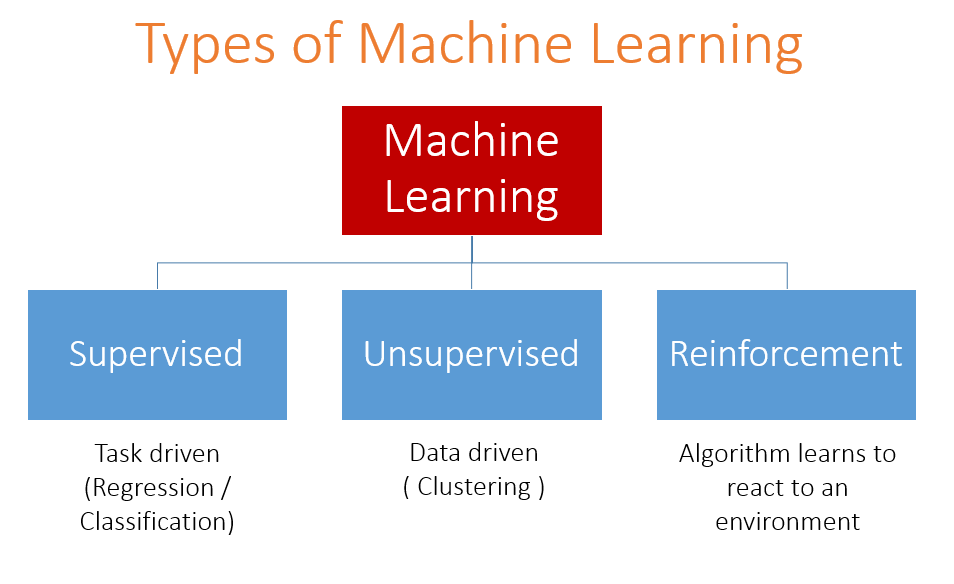 Types of Machine Learning
Machine
Learning
Supervised
Unsupervised
Reinforcement
Task driven
(Regression /
Classification)
Data driven
( Clustering )
Algorithm learns to
react to an
environment